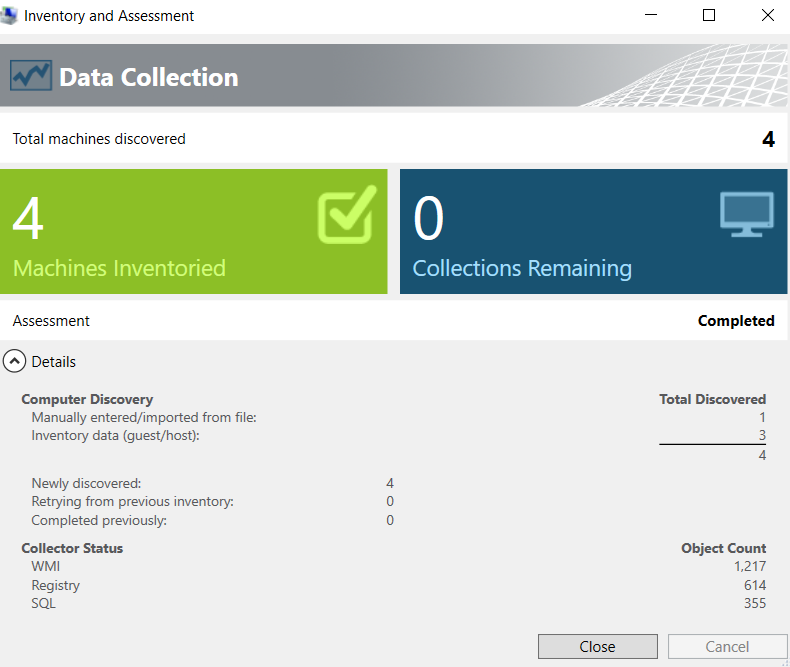 Inventory and Assessment
Data Collection
Total machines discovered 4
4
Machines Inventoried
0
Collections Remaining
Assessment Completed
Details
Computer Discovery Total Discovered
Manually entered/imported from file: 1
Inventory data (guest/host): 3
4
Newly discovered: 4
Retrying from previous inventory: 0
Completed previously: 0
Collector Status Object Count
WMI 1,217
Registry 614
SQL 355
Close Cancel